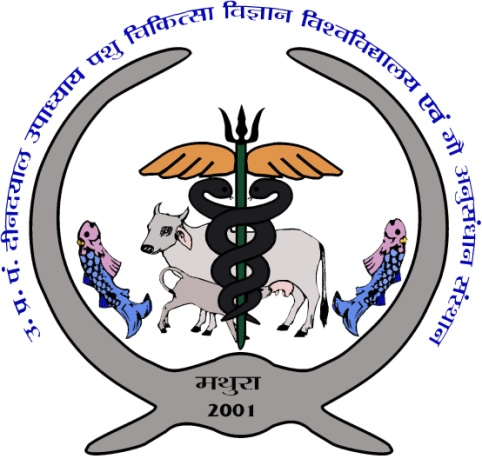 उ. प्र. पं. दीनदयाल उपाध्याय पशु चिकित्सा विज्ञान विश्वविद्यालय एवं गौ अनुसंधान संस्थान
मथुरा
2001